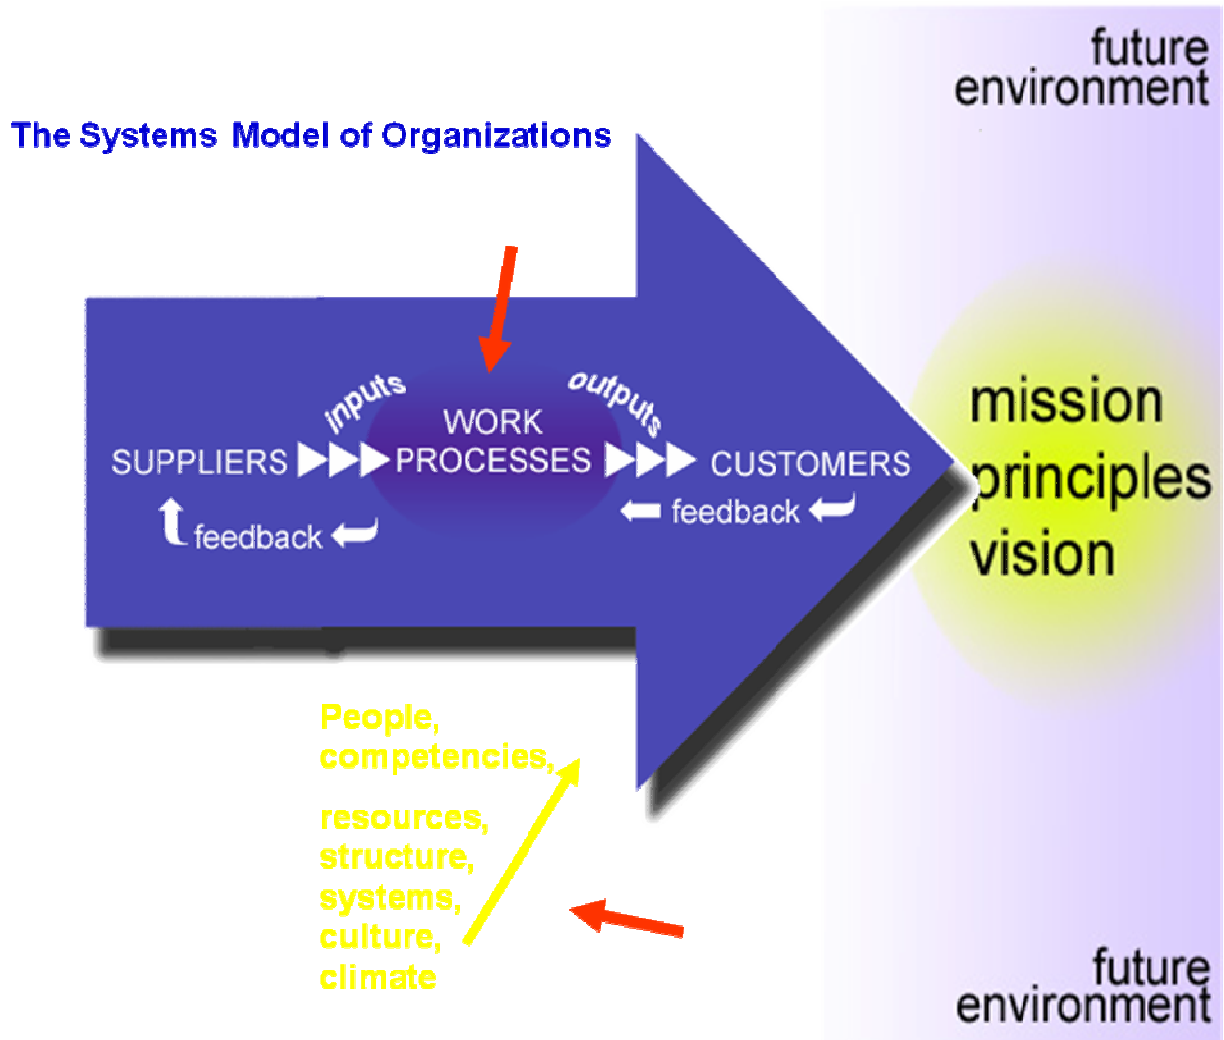 future
environment
The Systems Model of Organizations
inputs
outputs
WORK
PROCESSES
SUPPLIERS
CUSTOMERS
feedback
feedback
mission
principles
vision
People,
competencies,
resources,
structure,
systems,
culture,
climate
future
environment